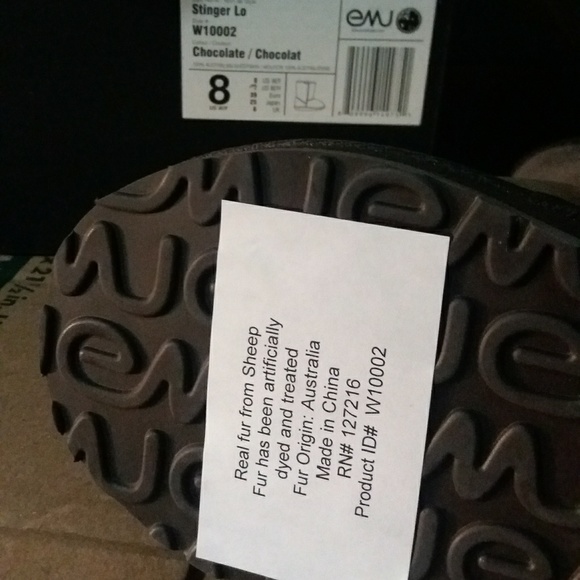 Stinger Lo
W10002
Chocolate / Chocolat
8
emu
Real fur from Sheep
Fur has been artificially
dyed and treated
Fur Origin: Australia
Made in China
RN# 127216
Product ID# W10002
emu